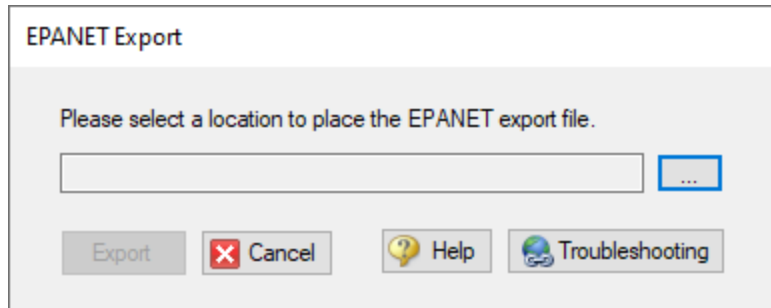 EPANET Export
Please select a location to place the EPANET export file.
...
Export Cancel Help Troubleshooting